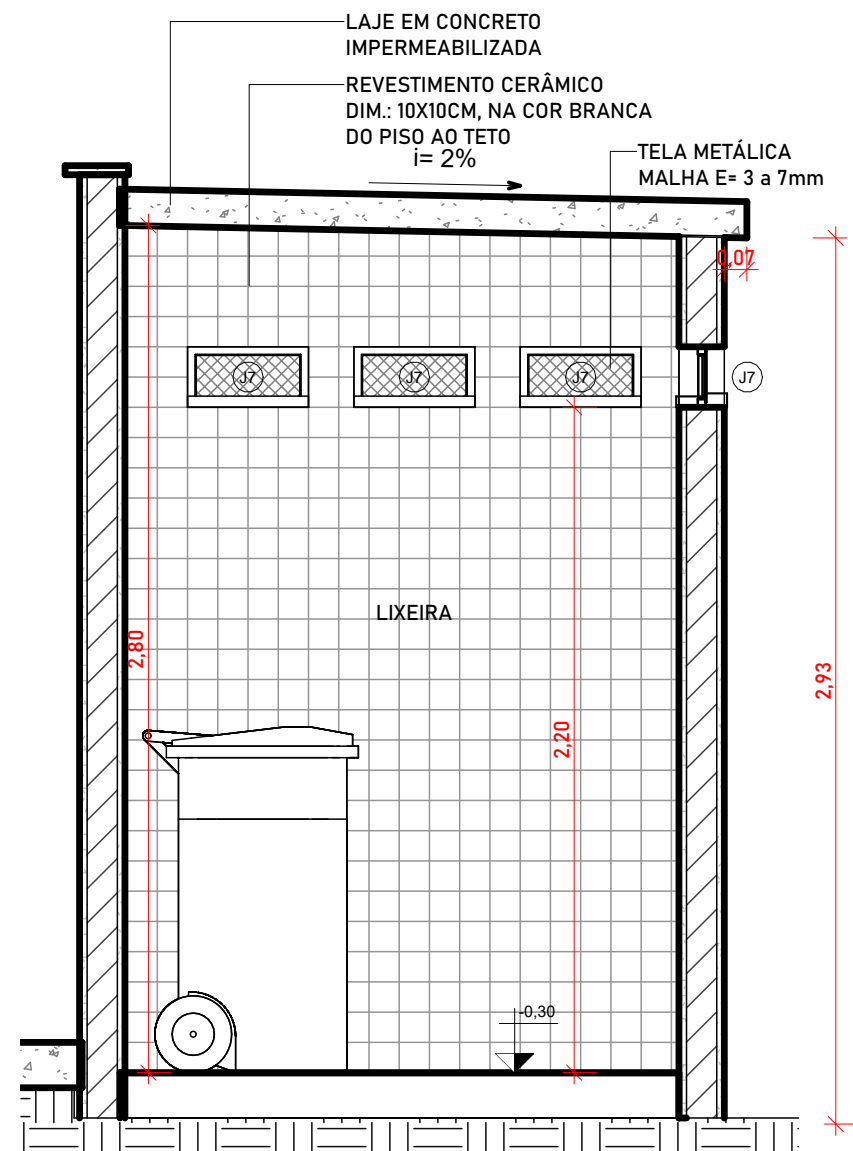 LAJE EM CONCRETO
IMPERMEABILIZADA
REVESTIMENTO CERÂMICO
DIM.: 10X10CM, NA COR BRANCA
DO PISO AO TETO
i= 2%
TELA METÁLICA
MALHA E= 3 a 7mm
0,07
J7
J7
J7
J7
LIXEIRA
2,80
2,20
2,93
-0,30